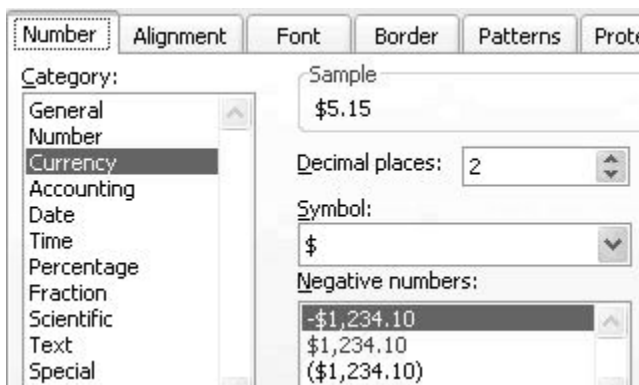 Number Alignment Font Border Patterns Prote
Category:
General
Number
Currency
Accounting
Date
Time
Percentage
Fraction
Scientific
Text
Special
Sample
$5.15
Decimal places: 2
Symbol:
$
Negative numbers:
-$1,234.10
$1,234.10
($1,234.10)